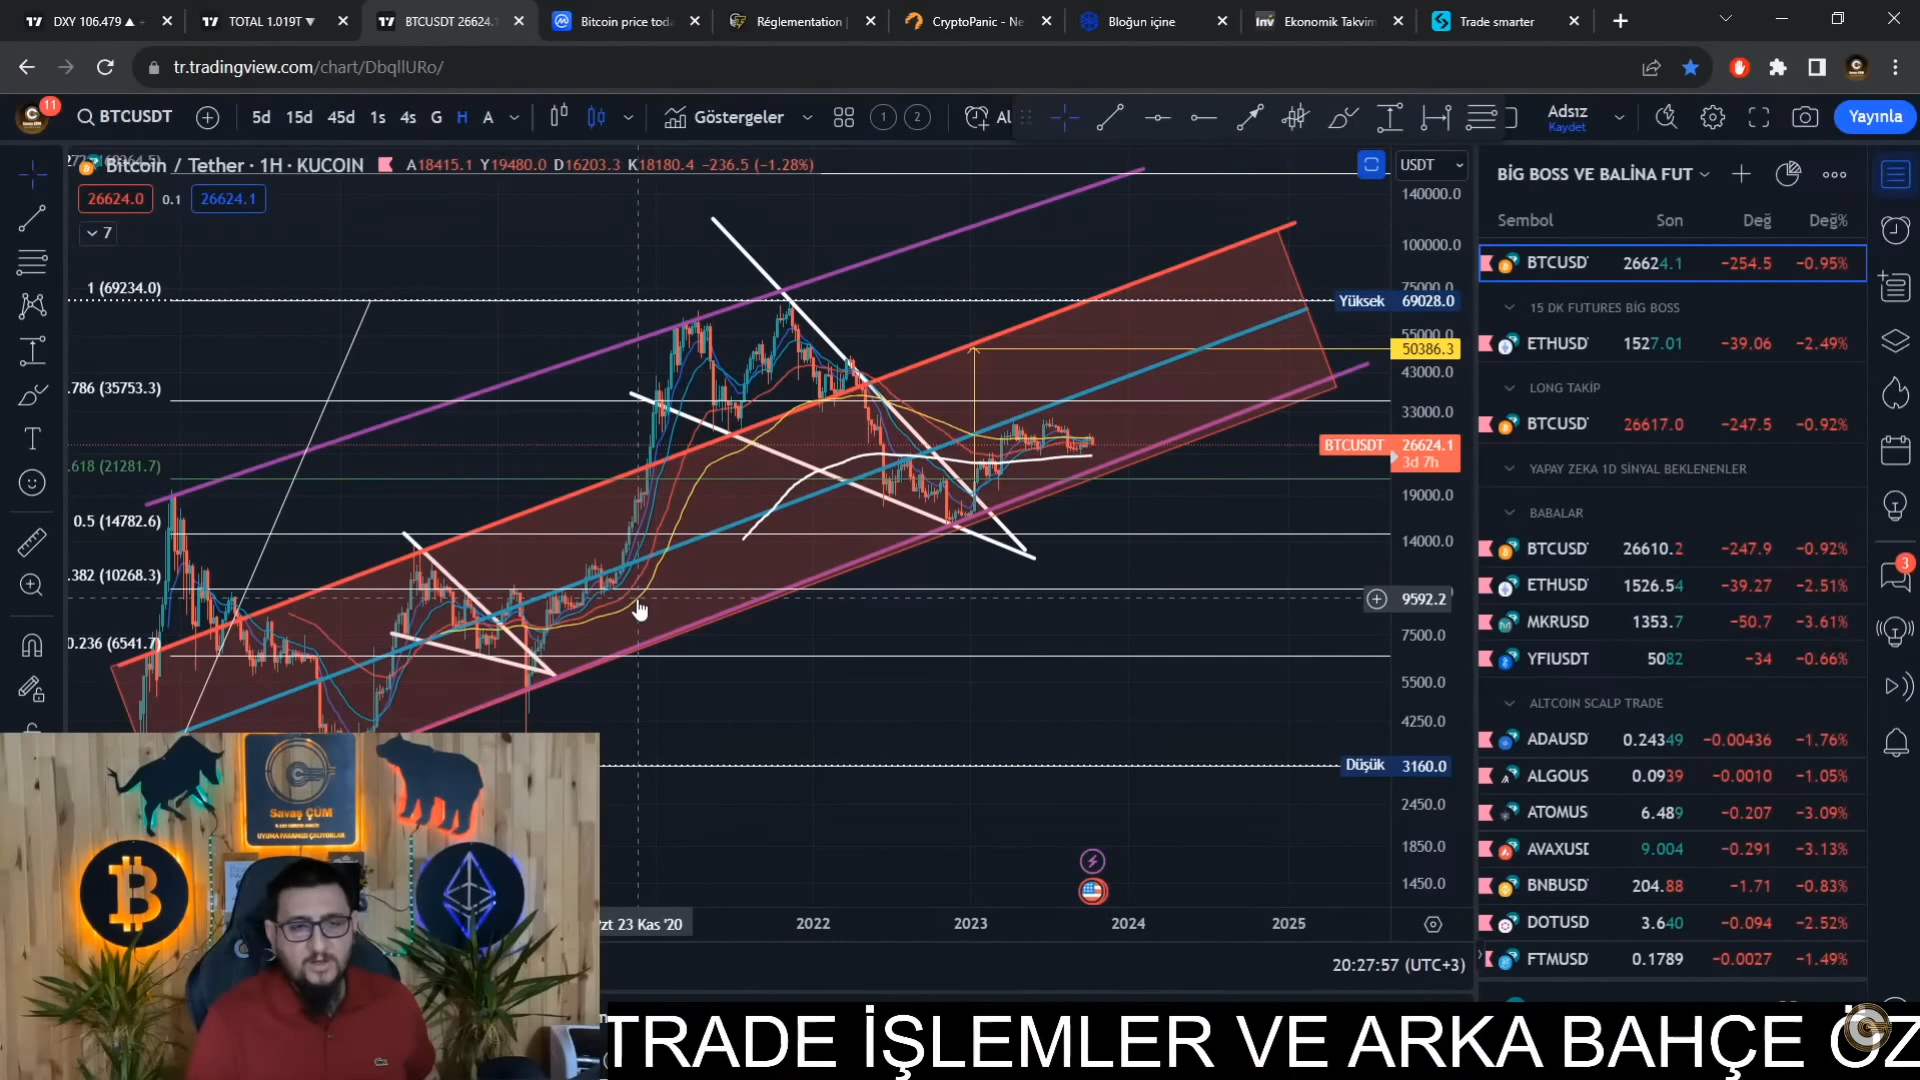 DXY 106.479
TOTAL 1.019T
BTCUSDT 26624.
Bitcoin price toda
Réglementation
CryptoPanic - Ne
Bloğun içine
Ekonomik Takvim
Trade smarter
tr.tradingview.com/chart/DbqllURo/
11
BTCUSDT
5d 15d 45d 1s 4s G H A
Göstergeler
1 2
Al
Adsız
Kaydet
Yayınla
Bitcoin / Tether · 1H · KUCOIN A18415.1 Y19480.0 D16203.3 K18180.4 −236.5 (−1.28%)
USDT
26624.0 0.1 26624.1
7
140000.0
100000.0
75000.0
1 (69234.0)
Yüksek 69028.0
55000.0
50386.3
43000.0
.786 (35753.3)
33000.0
BTCUSDT 26624.1
3d 7h
.618 (21281.7)
19000.0
0.5 (14782.6)
14000.0
.382 (10268.3)
9592.2
7500.0
0.236 (6541.7)
5500.0
4250.0
Düşük 3160.0
2450.0
1850.0
1450.0
zt 23 Kas '20 2022 2023 2024 2025
20:27:57 (UTC+3)
BİG BOSS VE BALİNA FUT
Sembol Son Değ Değ%
BTCUSD 26624.1 −254.5 −0.95%
15 DK FUTURES BİG BOSS
ETHUSD 1527.01 −39.06 −2.49%
LONG TAKİP
BTCUSD 26617.0 −247.5 −0.92%
YAPAY ZEKA 1D SİNYAL BEKLENENLER
BABALAR
BTCUSD 26610.2 −247.9 −0.92%
ETHUSD 1526.54 −39.27 −2.51%
MKRUSD 1353.7 −50.7 −3.61%
YFIUSDT 5082 −34 −0.66%
ALTCOIN SCALP TRADE
ADAUSD 0.24349 −0.00436 −1.76%
ALGOUS 0.0939 −0.0010 −1.05%
ATOMUS 6.489 −0.207 −3.09%
AVAXUSD 9.004 −0.291 −3.13%
BNBUSD 204.88 −1.71 −0.83%
DOTUSD 3.640 −0.094 −2.52%
FTMUSD 0.1789 −0.0027 −1.49%
3
Savaş ÇÜM
TRADE İŞLEMLER VE ARKA BAHÇE ÖZ